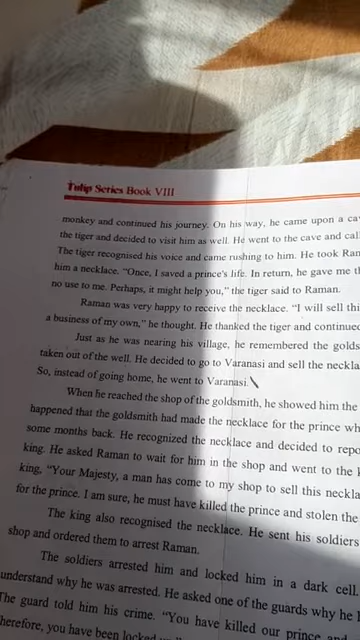 Tulip Series Book VIII
monkey and continued his journey. On his way, he came upon a
the tiger and decided to visit him as well. He went to the cave and
The tiger recognised his voice and came rushing to him. He took
him a necklace. "Once, I saved a prince's life. In return, he gave me
no use to me. Perhaps, it might help you," the tiger said to Raman.
Raman was very happy to receive the necklace. "I will sell
a business of my own," he thought. He thanked the tiger and continued
Just as he was nearing his village, he remembered the
taken out of the well. He decided to go to Varanasi and sell the
So, instead of going home, he went to Varanasi.
When he reached the shop of the goldsmith, he showed him the
happened that the goldsmith had made the necklace for the prince
some months back. He recognized the necklace and decided to
king. He asked Raman to wait for him in the shop and went to the
king, "Your Majesty, a man has come to my shop to sell this
for the prince. I am sure, he must have killed the prince and stolen the
The king also recognised the necklace. He sent his soldiers
shop and ordered them to arrest Raman.
The soldiers arrested him and locked him in a dark cell.
understand why he was arrested. He asked one of the guards why he
The guard told him his crime. "You have killed our prince
you have been locked